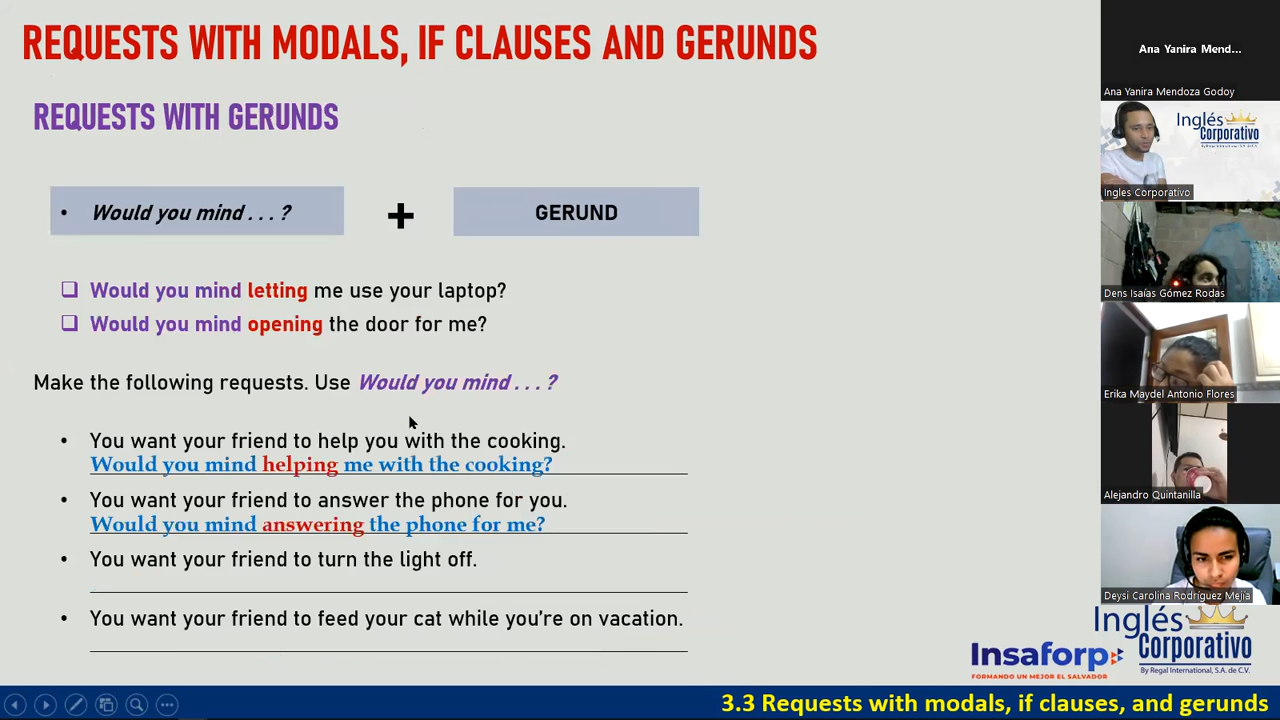 REQUESTS WITH MODALS, IF CLAUSES AND GERUNDS
REQUESTS WITH GERUNDS
• Would you mind . . . ?
+
GERUND
❑ Would you mind letting me use your laptop?
❑ Would you mind opening the door for me?
Make the following requests. Use Would you mind . . . ?
• You want your friend to help you with the cooking.
Would you mind helping me with the cooking?
• You want your friend to answer the phone for you.
Would you mind answering the phone for me?
• You want your friend to turn the light off.
• You want your friend to feed your cat while you’re on vacation.
Ana Yanira Mend...
Ana Yanira Mendoza Godoy
Inglés
Corporativo
By Regal International, S.A. de C.V.
Ingles Corporativo
Dens Isaías Gómez Rodas
Erika Maydel Antonio Flores
Alejandro Quintanilla
Deysi Carolina Rodríguez Mejía
Insaforp
FORMANDO UN MEJOR EL SALVADOR
Inglés
Corporativo
By Regal International, S.A. de C.V.
3.3 Requests with modals, if clauses, and gerunds